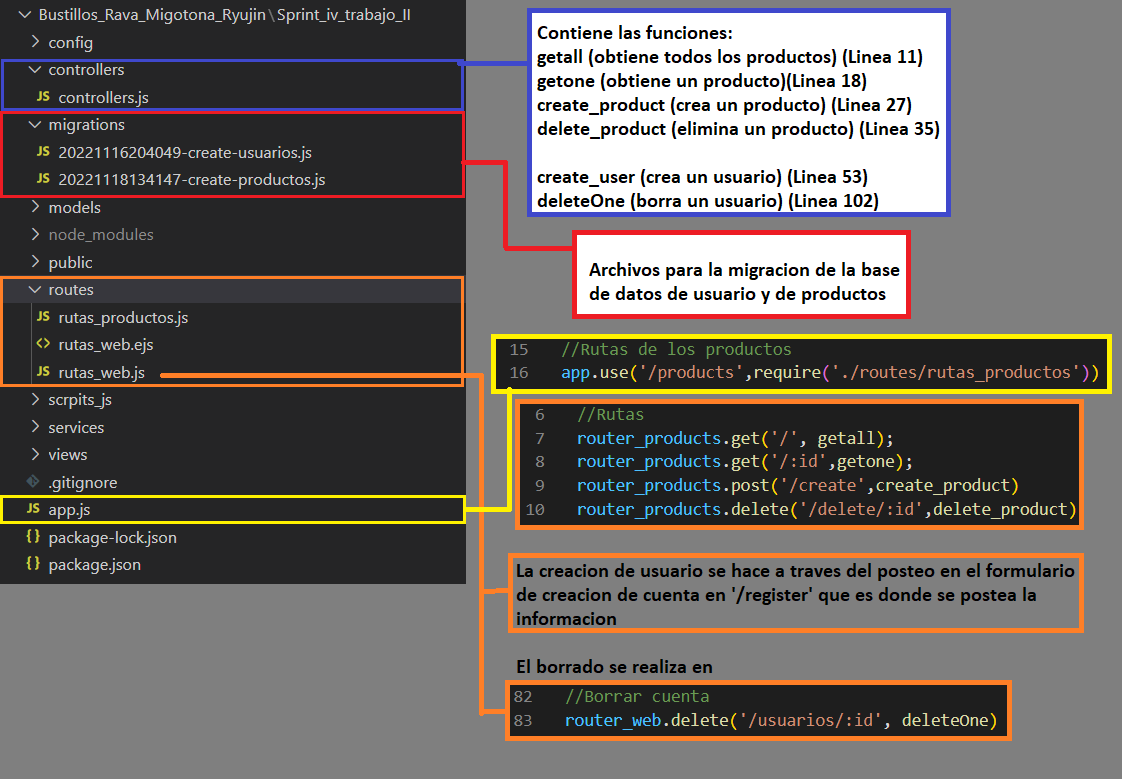 Bustillos_Rava_Migotona_Ryujin\Sprint_iv_trabajo_II
config
controllers
JS controllers.js
migrations
JS 20221116204049-create-usuarios.js
JS 20221118134147-create-productos.js
models
node_modules
public
routes
JS rutas_productos.js
<> rutas_web.ejs
JS rutas_web.js
scrpits_js
services
views
.gitignore
JS app.js
{} package-lock.json
{} package.json
Contiene las funciones:
getall (obtiene todos los productos) (Linea 11)
getone (obtiene un producto)(Linea 18)
create_product (crea un producto) (Linea 27)
delete_product (elimina un producto) (Linea 35)
create_user (crea un usuario) (Linea 53)
deleteOne (borra un usuario) (Linea 102)
Archivos para la migracion de la base
de datos de usuario y de productos
15 //Rutas de los productos
16 app.use('/products',require('./routes/rutas_productos'))
6 //Rutas
7 router_products.get('/', getall);
8 router_products.get('/:id',getone);
9 router_products.post('/create',create_product)
10 router_products.delete('/delete/:id',delete_product)
La creacion de usuario se hace a traves del posteo en el formulario
de creacion de cuenta en '/register' que es donde se postea la
informacion
El borrado se realiza en
82 //Borrar cuenta
83 router_web.delete('/usuarios/:id', deleteOne)